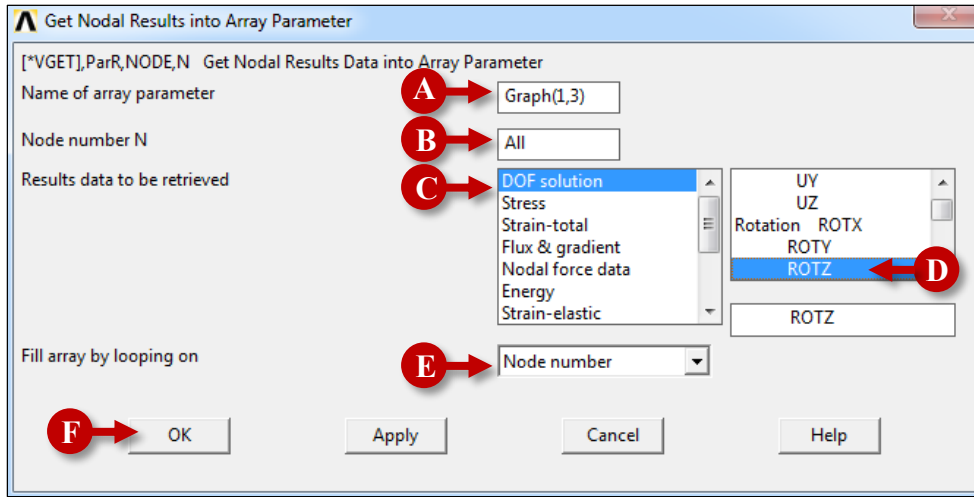 Get Nodal Results into Array Parameter
[*VGET],ParR,NODE,N Get Nodal Results Data into Array Parameter
Name of array parameter A Graph(1,3)
Node number N B All
Results data to be retrieved C DOF solution UY
Stress UZ
Strain-total Rotation ROTX
Flux & gradient ROTY
Nodal force data ROTZ D
Energy
Strain-elastic ROTZ
Fill array by looping on E Node number
F OK Apply Cancel Help